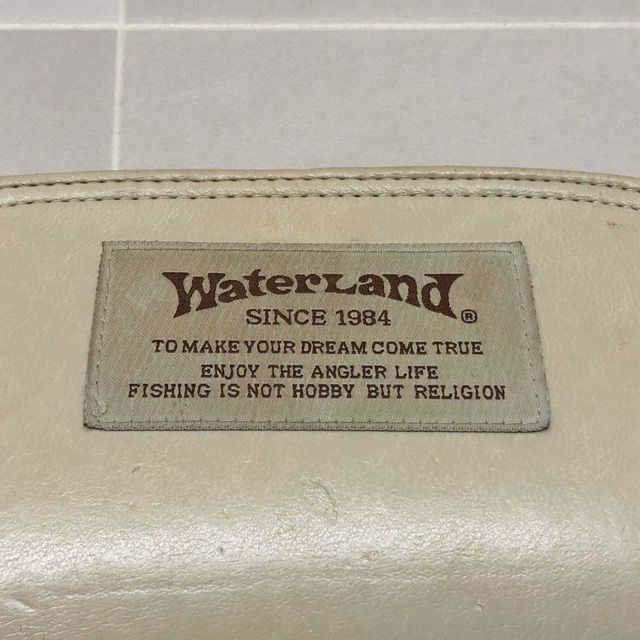 WaterLand®
SINCE 1984
TO MAKE YOUR DREAM COME TRUE
ENJOY THE ANGLER LIFE
FISHING IS NOT HOBBY BUT RELIGION